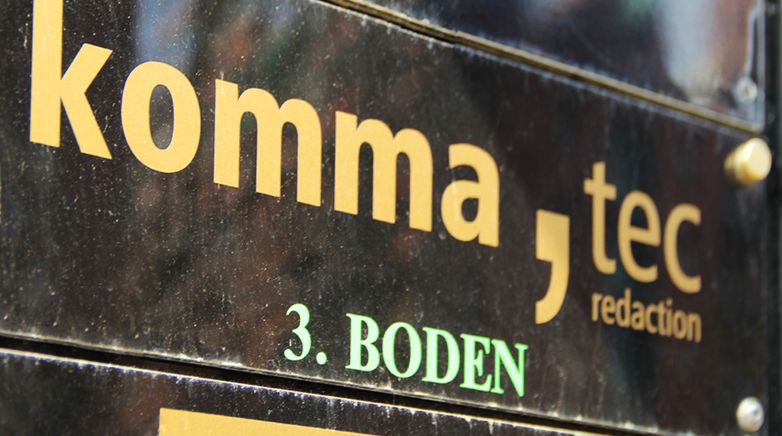 komma,tec
redaction
3. BODEN